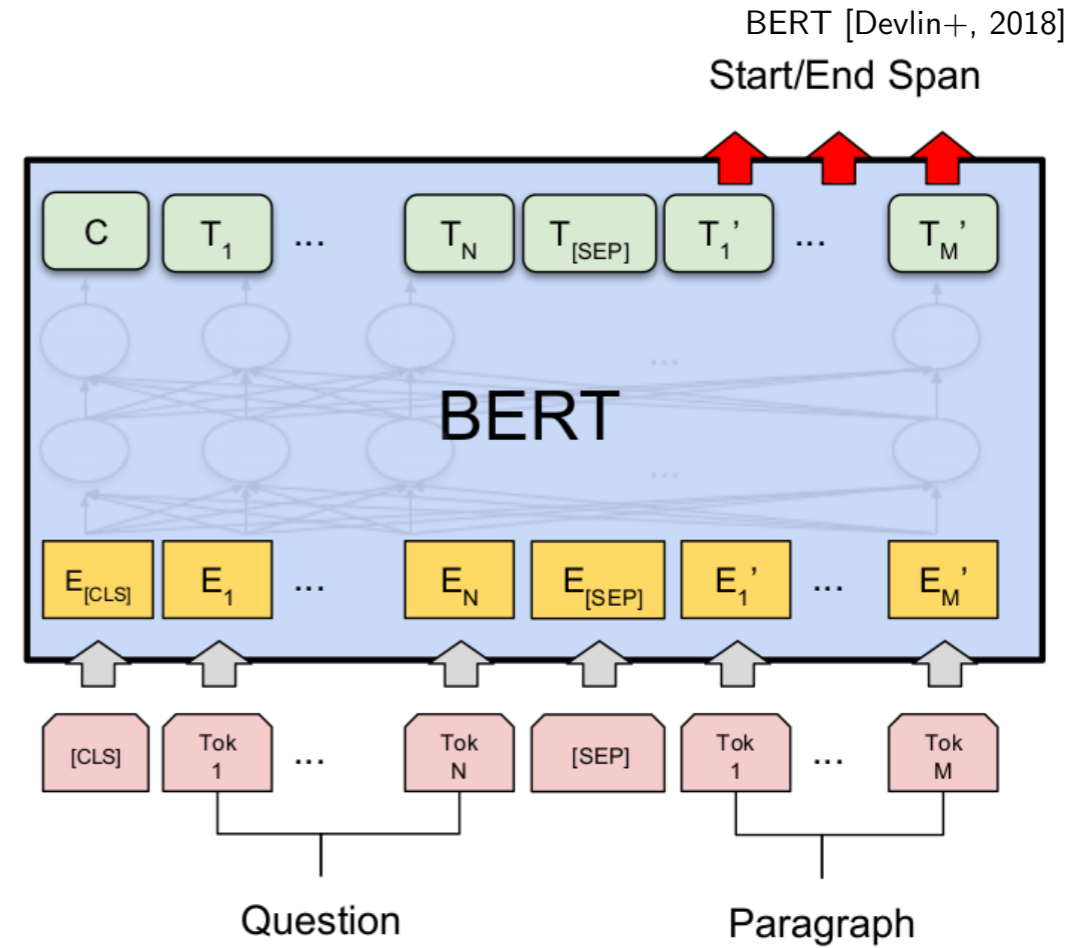 BERT [Devlin+, 2018]
Start/End Span
C T1 ... TN T[SEP] T1' ... TM'
...
BERT
...
E[CLS] E1 ... EN E[SEP] E1' ... EM'
[CLS] Tok 1 ... Tok N [SEP] Tok 1 ... Tok M
Question Paragraph